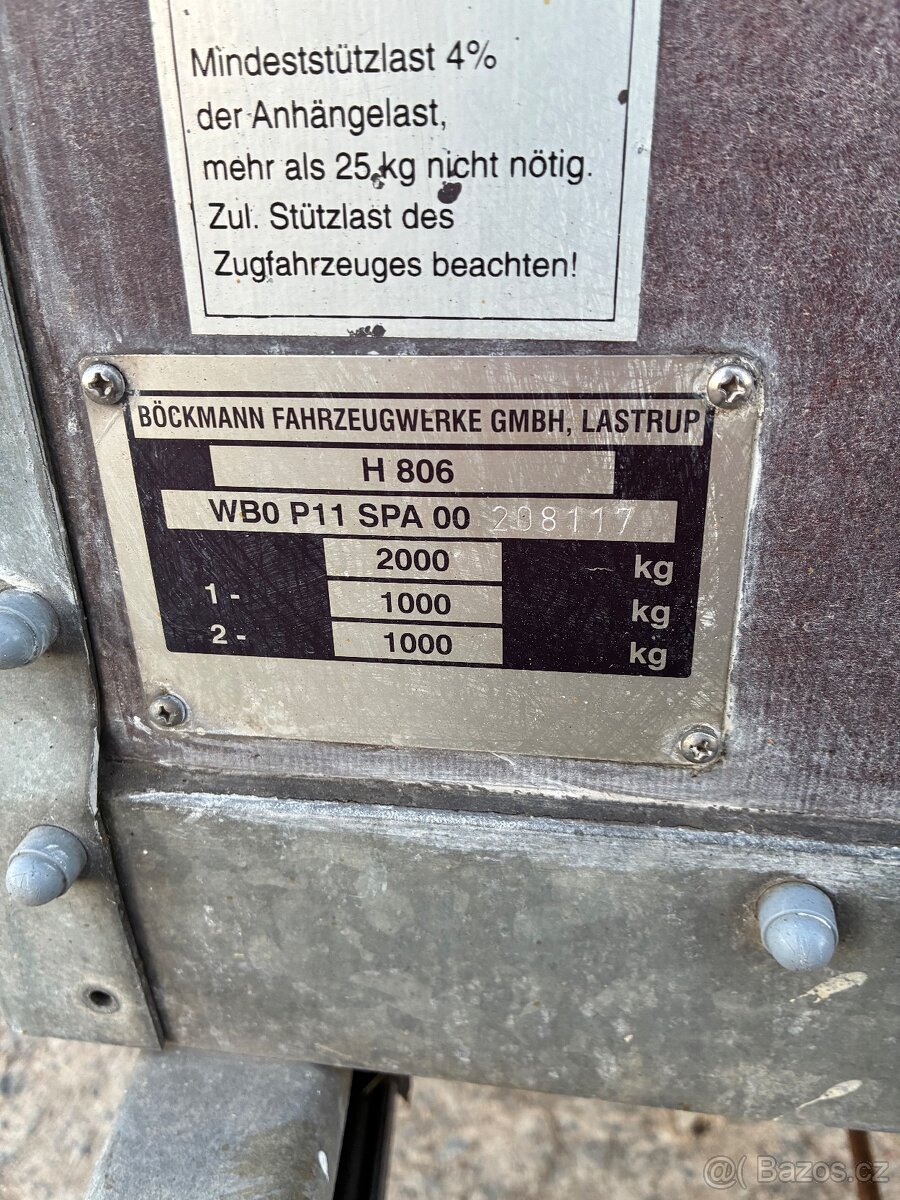 Mindeststützlast 4%
der Anhängelast,
mehr als 25 kg nicht nötig.
Zul. Stützlast des
Zugfahrzeuges beachten!
BÖCKMANN FAHRZEUGWERKE GMBH, LASTRUP
H 806
WB0 P11 SPA 00 208117
2000 kg
1- 1000 kg
2- 1000 kg
@( Bazos.cz